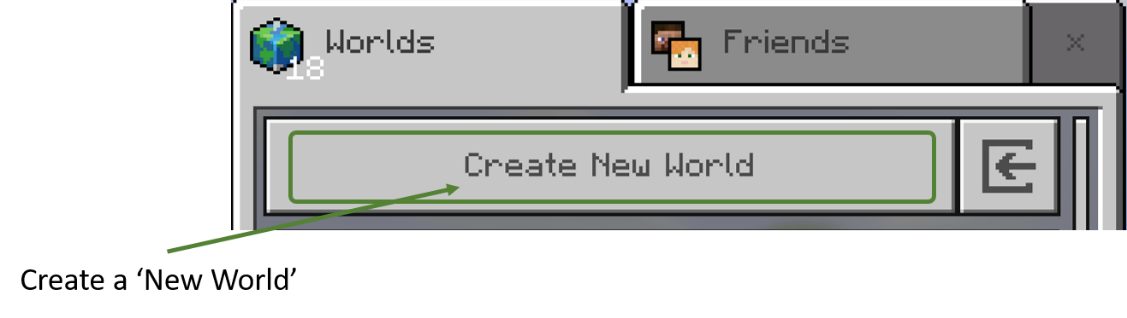 Worlds
18
Friends
x
Create New World
Create a ‘New World’